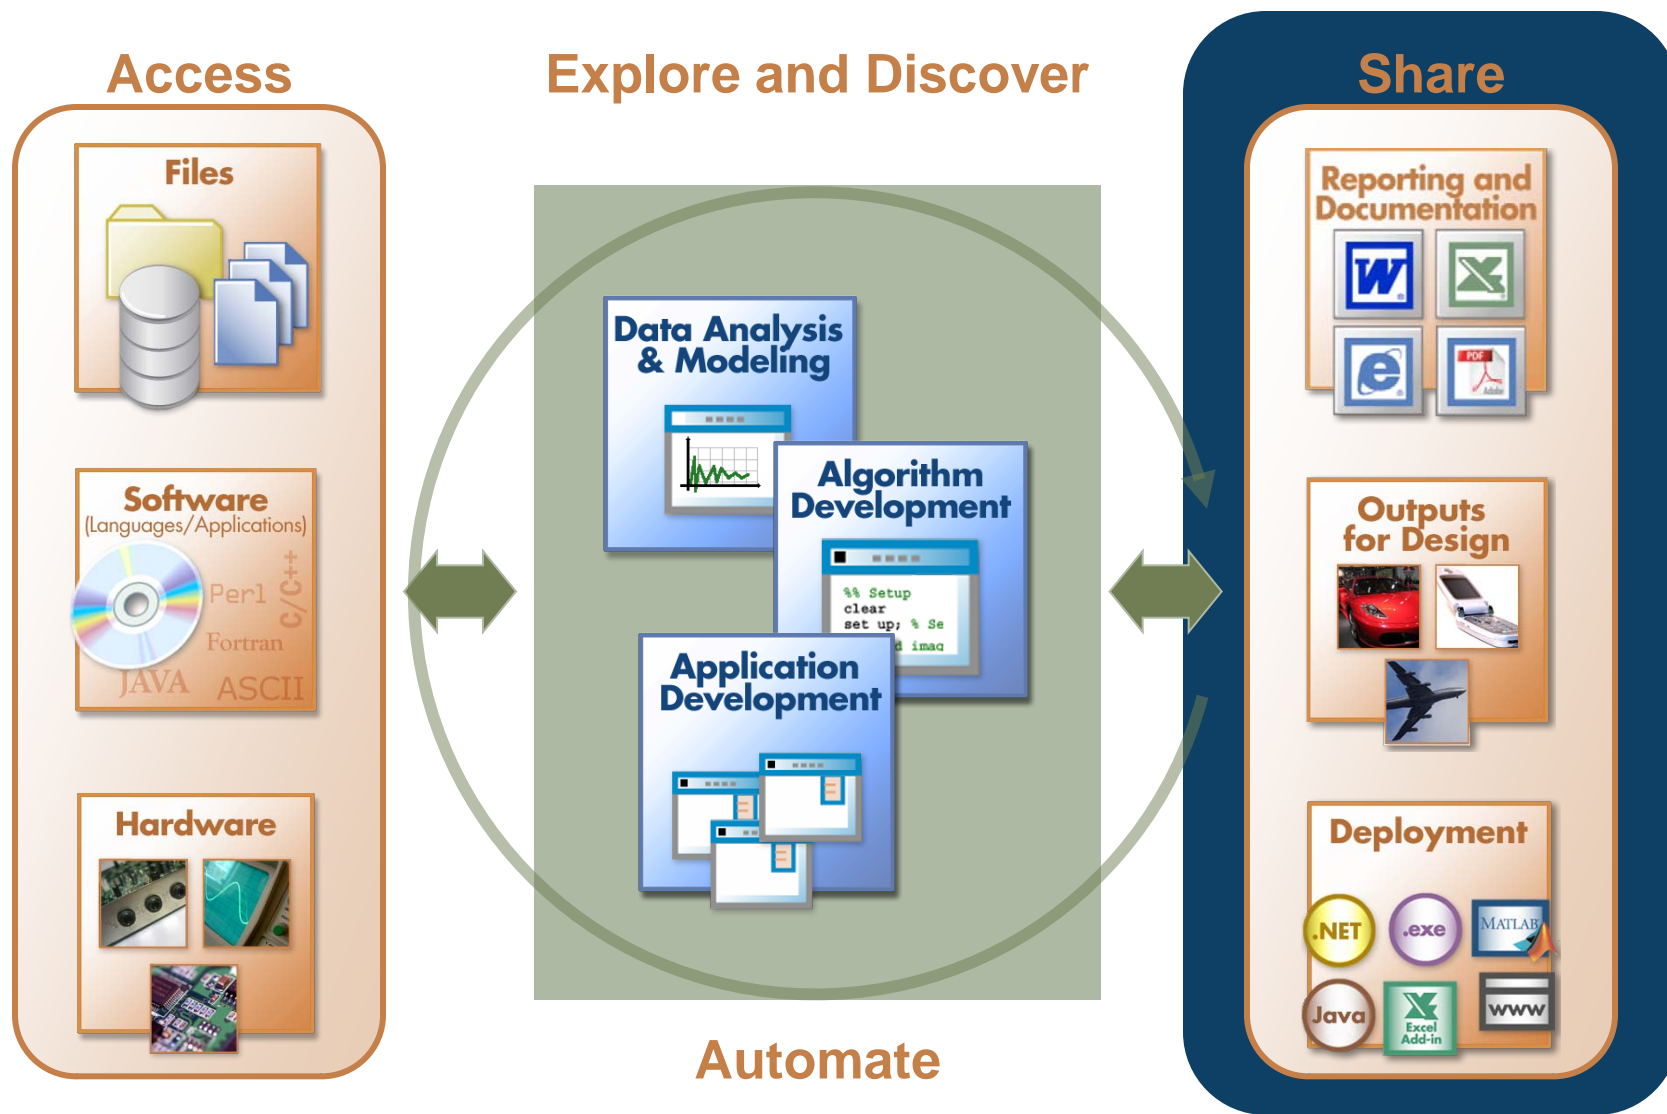 Access
Explore and Discover
Share
Files
Software
(Languages/Applications)
Perl
C/C++
Fortran
JAVA
ASCII
Hardware
Data Analysis
& Modeling
Algorithm
Development
%% Setup
clear
set up; % Se
d imag
Application
Development
Automate
Reporting and
Documentation
W
X
e
PDF
Adobe
Outputs
for Design
Deployment
.NET
.exe
MATLAB
Java
X
Excel
Add-in
www